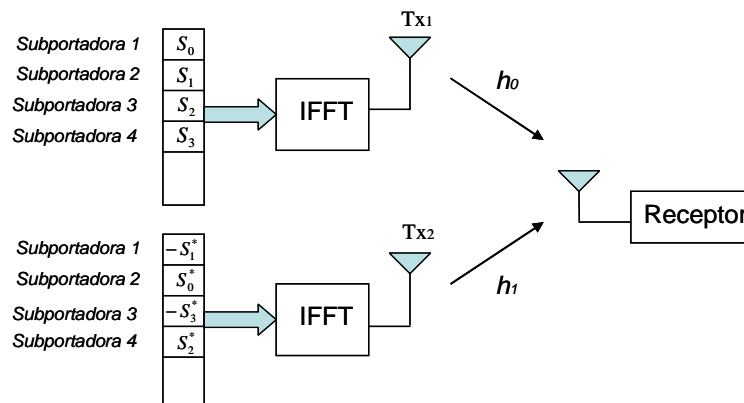 Tx1
Subportadora 1 S0
Subportadora 2 S1
Subportadora 3 S2
Subportadora 4 S3
IFFT
h0
Receptor
Tx2
Subportadora 1 −S1*
Subportadora 2 S0*
Subportadora 3 −S3*
Subportadora 4 S2*
IFFT
h1